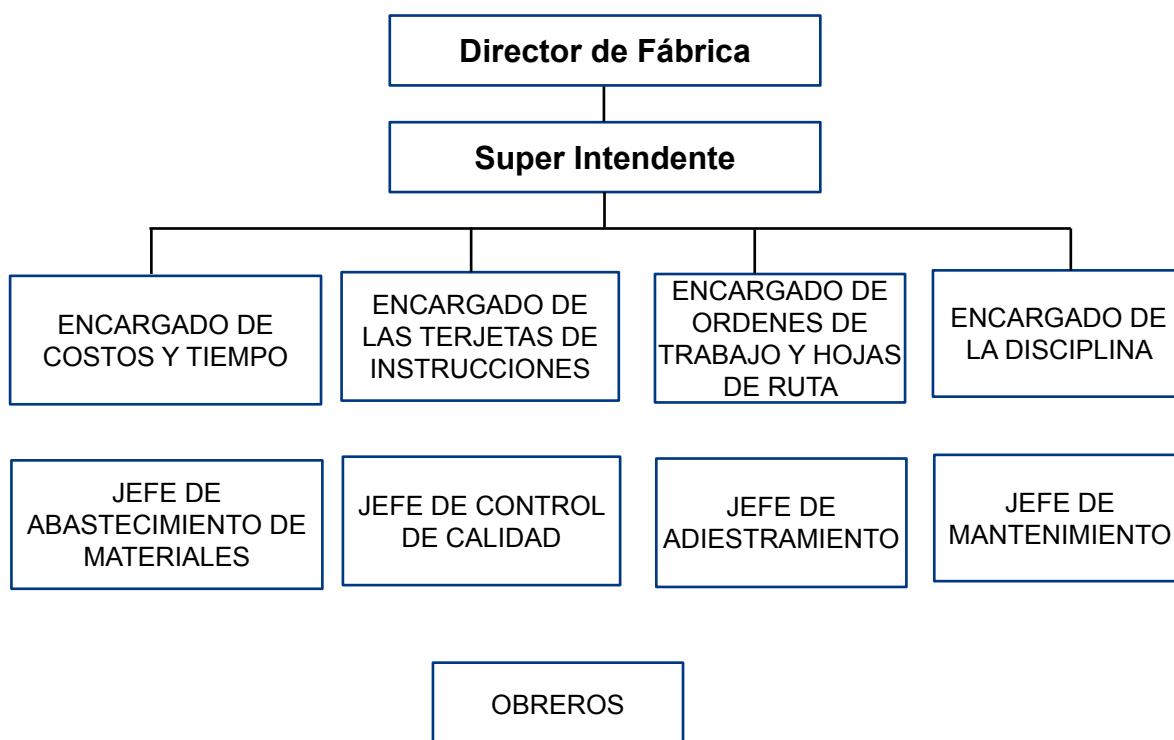 Director de Fábrica
Super Intendente
ENCARGADO DE
COSTOS Y TIEMPO
ENCARGADO DE
LAS TERJETAS DE
INSTRUCCIONES
ENCARGADO DE
ORDENES DE
TRABAJO Y HOJAS
DE RUTA
ENCARGADO DE
LA DISCIPLINA
JEFE DE
ABASTECIMIENTO DE
MATERIALES
JEFE DE CONTROL
DE CALIDAD
JEFE DE
ADIESTRAMIENTO
JEFE DE
MANTENIMIENTO
OBREROS